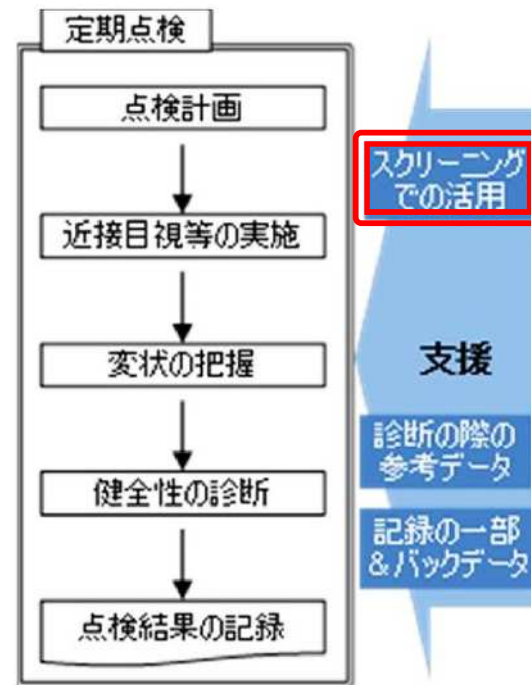 定期点検
点検計画
近接目視等の実施
変状の把握
健全性の診断
点検結果の記録
スクリーニング
での活用
支援
診断の際の
参考データ
記録の一部
&バックデータ